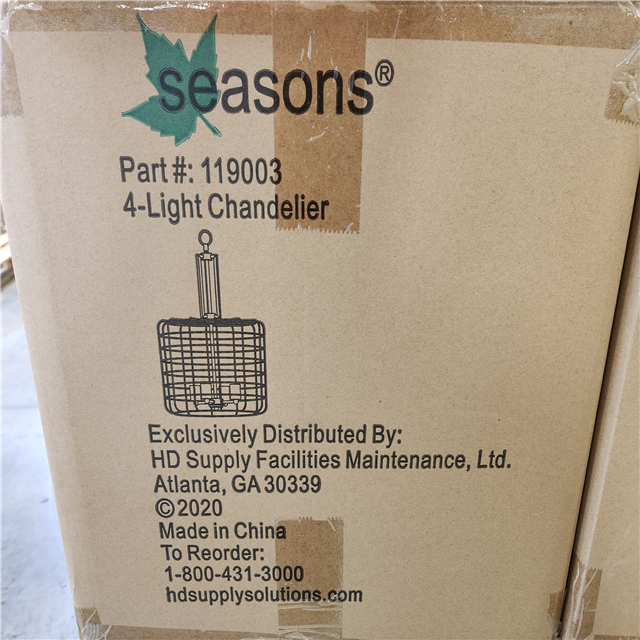 seasons®
Part #: 119003
4-Light Chandelier
Exclusively Distributed By:
HD Supply Facilities Maintenance, Ltd.
Atlanta, GA 30339
©2020
Made in China
To Reorder:
1-800-431-3000
hdsupplysolutions.com